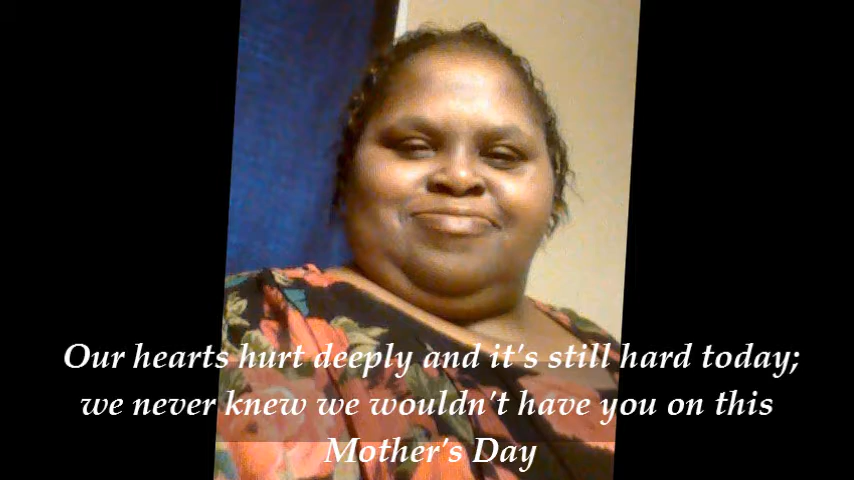 Our hearts hurt deeply and it's still hard today;
we never knew we wouldn't have you on this
Mother's Day